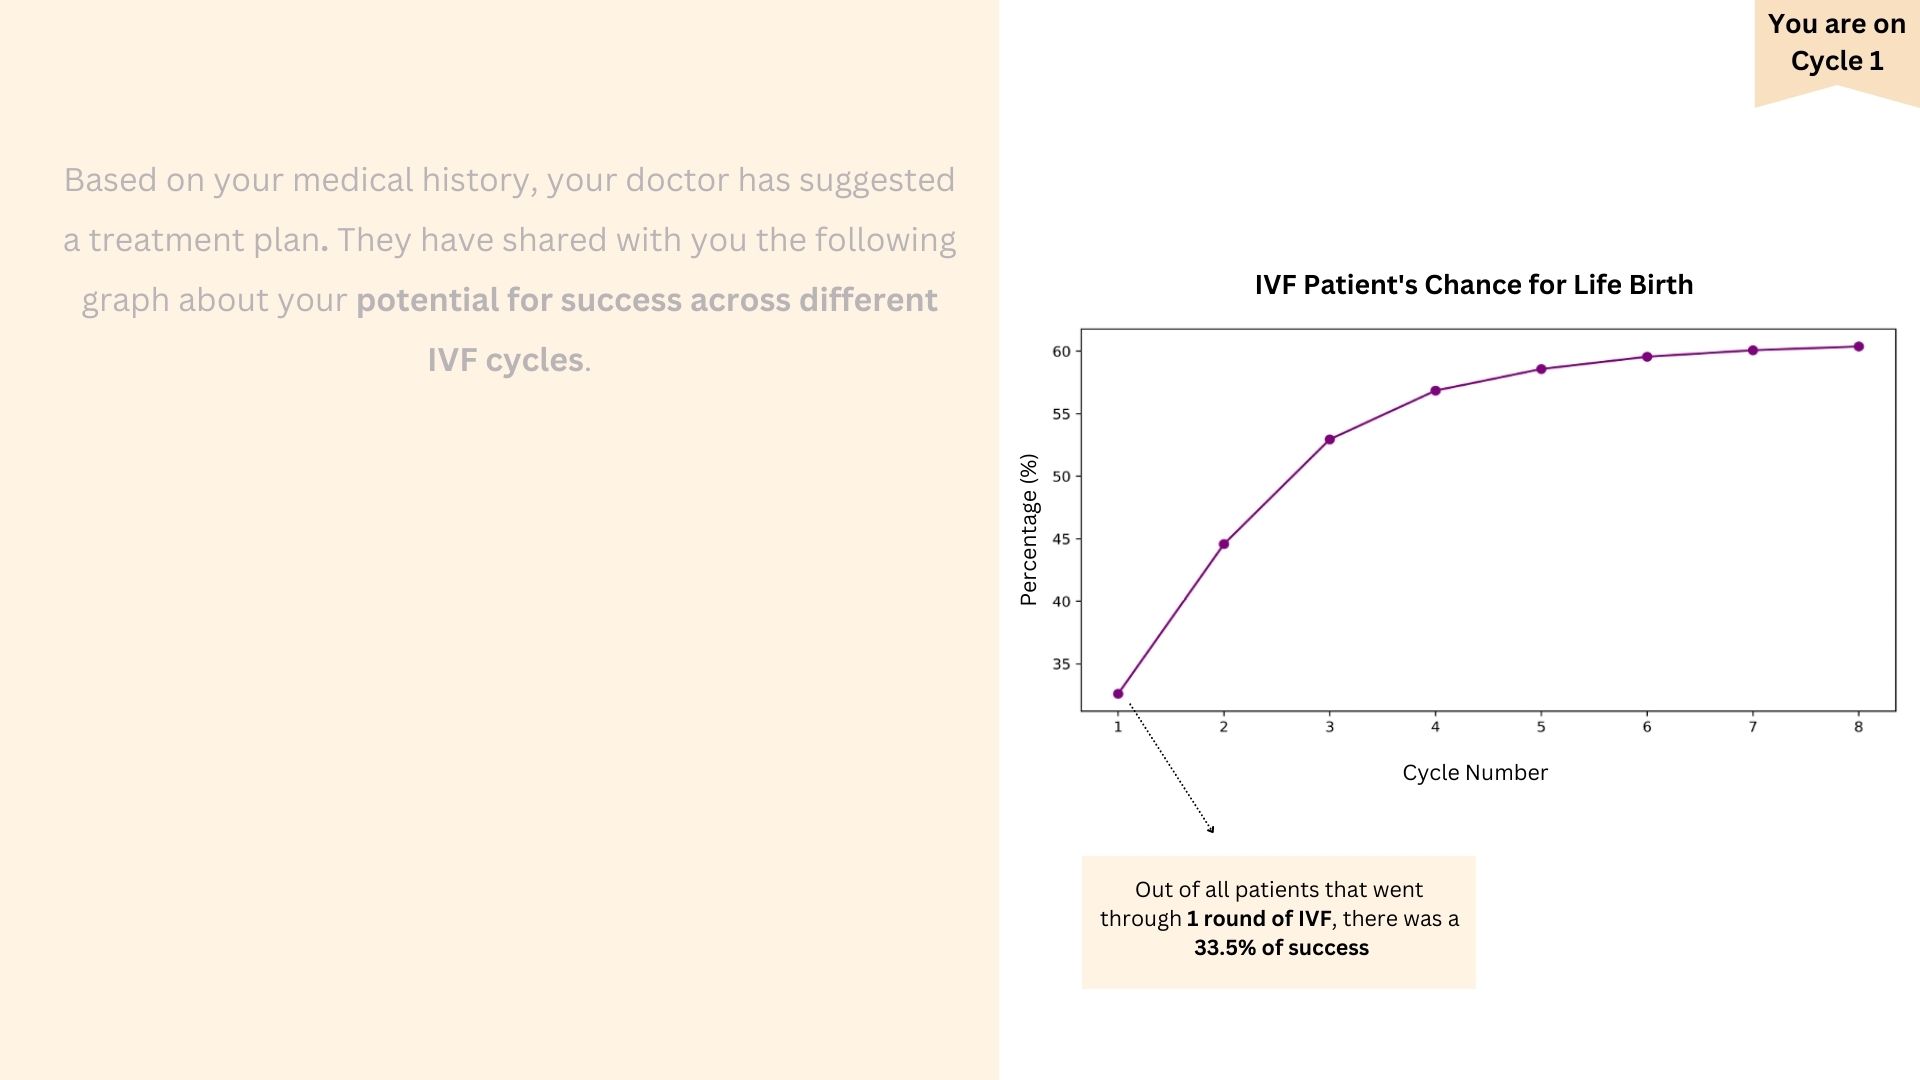 You are on
Cycle 1
Based on your medical history, your doctor has suggested
a treatment plan. They have shared with you the following
graph about your potential for success across different
IVF cycles.
IVF Patient's Chance for Life Birth
Percentage (%)
60
55
50
45
40
35
1 2 3 4 5 6 7 8
Cycle Number
Out of all patients that went
through 1 round of IVF, there was a
33.5% of success